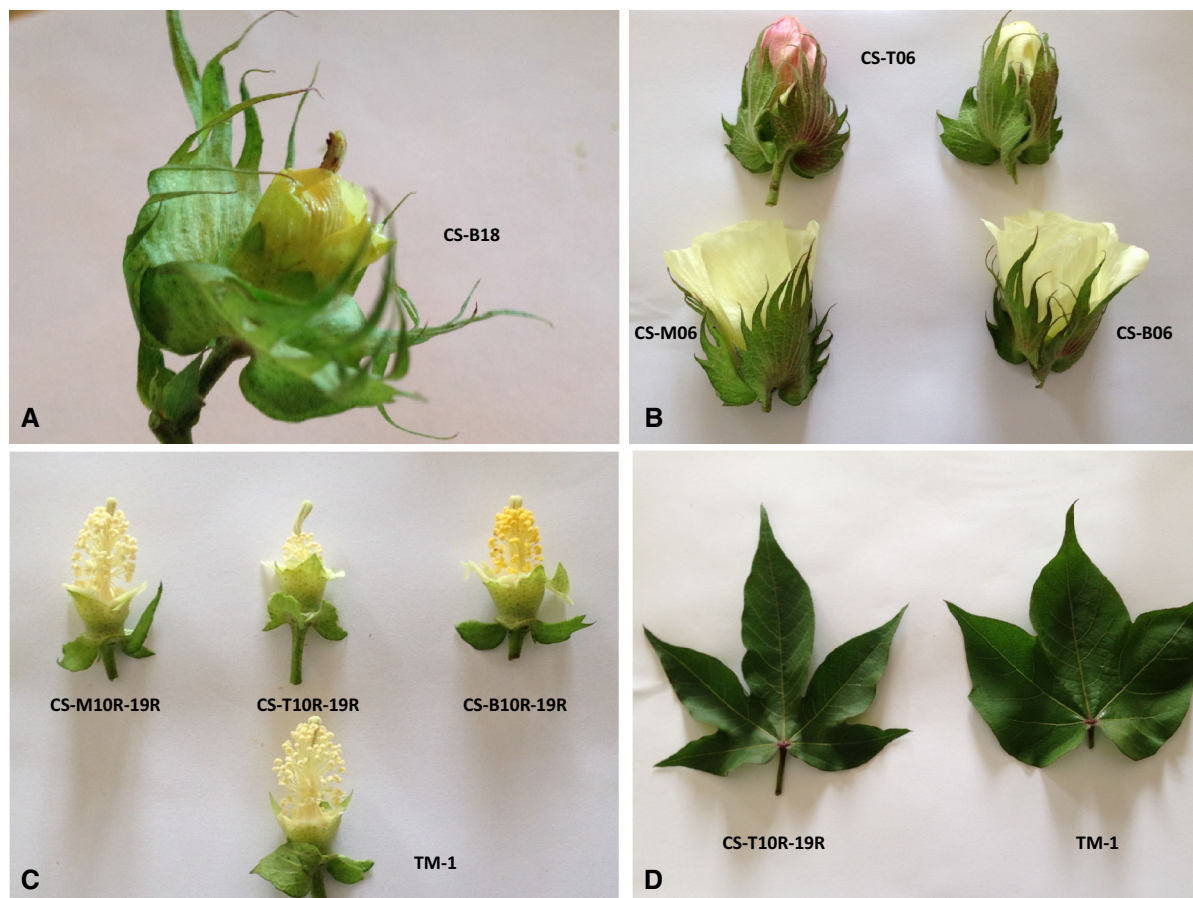 CS-B18
A
CS-T06
CS-M06
CS-B06
B
CS-M10R-19R
CS-T10R-19R
CS-B10R-19R
TM-1
C
CS-T10R-19R
TM-1
D